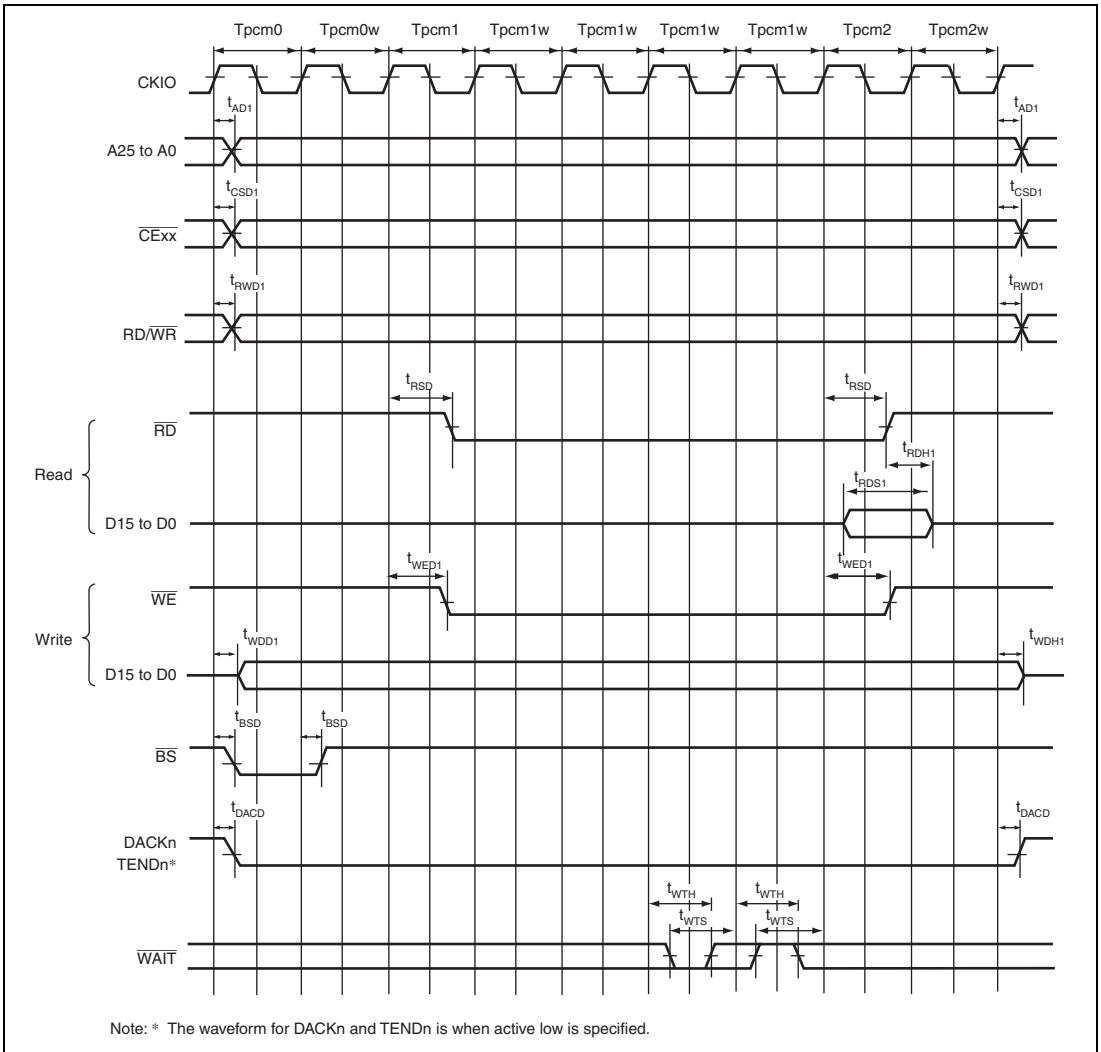 Tpcm0 Tpcm0w Tpcm1 Tpcm1w Tpcm1w Tpcm1w Tpcm1w Tpcm2 Tpcm2w
CKIO
tAD1 tAD1
A25 to A0
tCSD1 tCSD1
CExx
tRWD1 tRWD1
RD/WR
tRSD tRSD
RD
tRDH1
Read
tRDS1
D15 to D0
tWED1 tWED1
WE
Write
tWDD1 tWDH1
D15 to D0
tBSD tBSD
BS
tDACD tDACD
DACKn
TENDn*
tWTH tWTH
tWTS tWTS
WAIT
Note: * The waveform for DACKn and TENDn is when active low is specified.